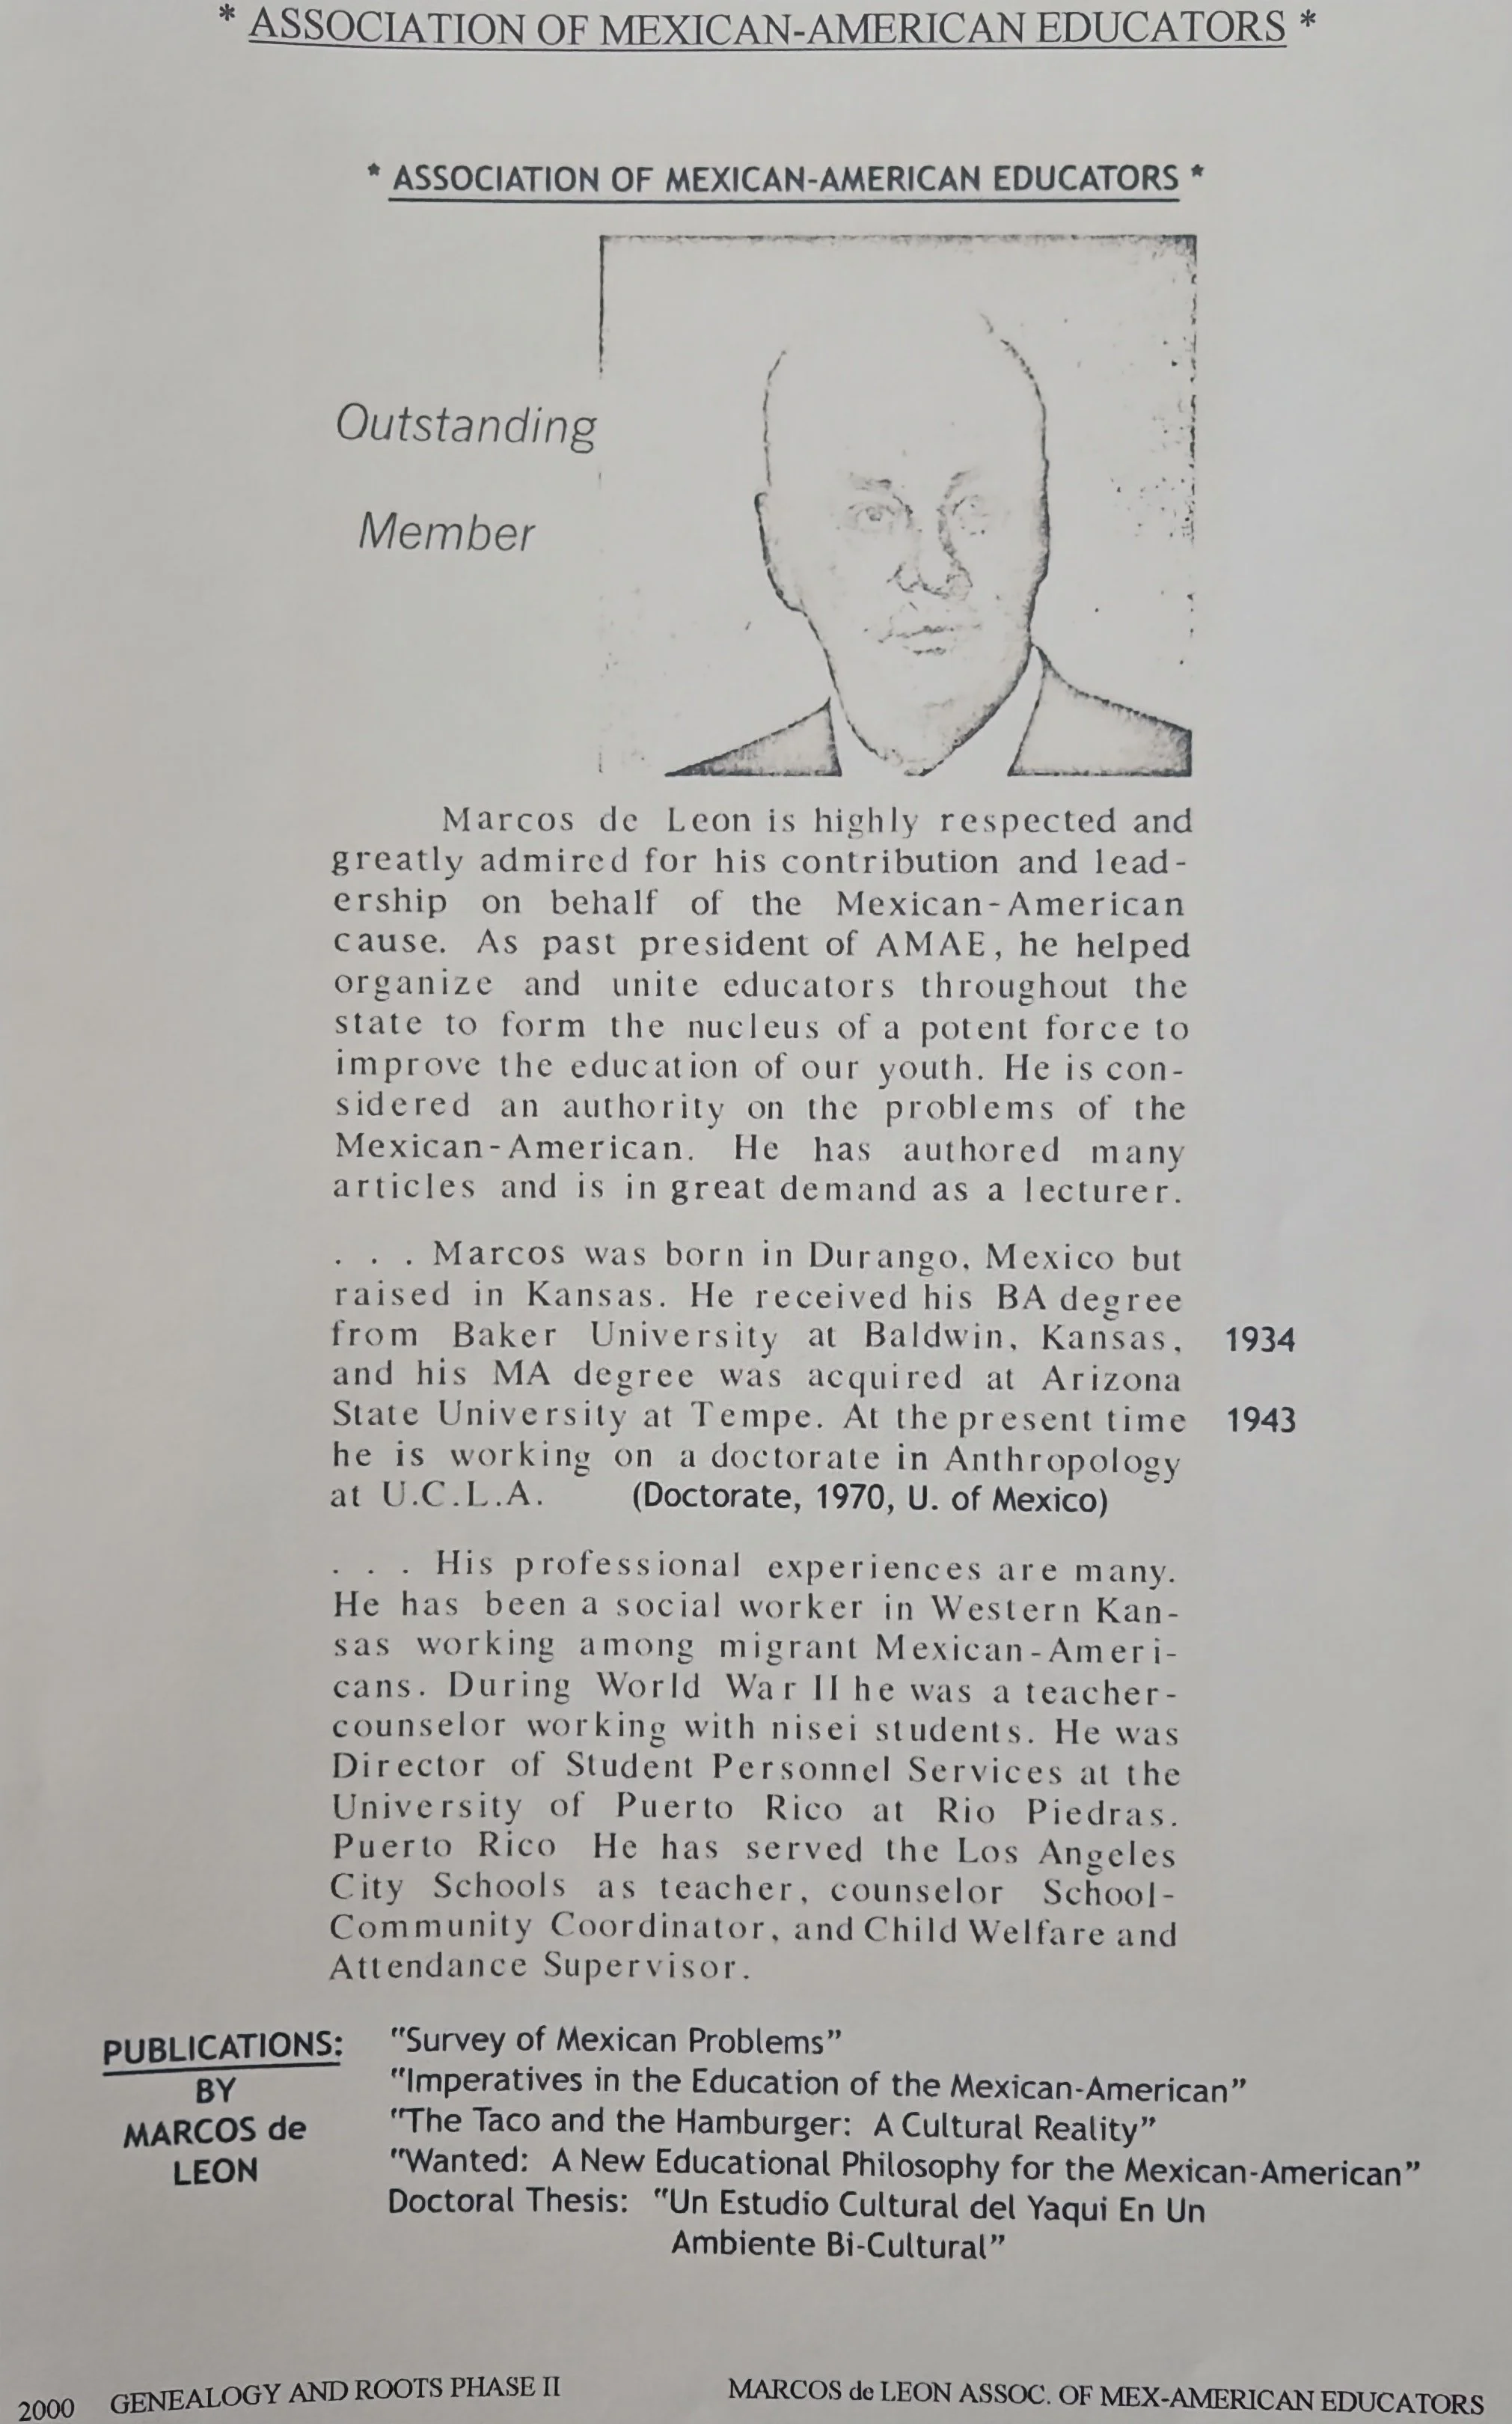 * ASSOCIATION OF MEXICAN-AMERICAN EDUCATORS *
* ASSOCIATION OF MEXICAN-AMERICAN EDUCATORS *
Outstanding
Member
Marcos de Leon is highly respected and
greatly admired for his contribution and lead-
ership on behalf of the Mexican-American
cause. As past president of AMAE, he helped
organize and unite educators throughout the
state to form the nucleus of a potent force to
improve the education of our youth. He is con-
sidered an authority on the problems of the
Mexican-American. He has authored many
articles and is in great demand as a lecturer.
. . . Marcos was born in Durango, Mexico but
raised in Kansas. He received his BA degree
from Baker University at Baldwin, Kansas, 1934
and his MA degree was acquired at Arizona
State University at Tempe. At the present time 1943
he is working on a doctorate in Anthropology
at U.C.L.A. (Doctorate, 1970, U. of Mexico)
. . . His professional experiences are many.
He has been a social worker in Western Kan-
sas working among migrant Mexican-Ameri-
cans. During World War II he was a teacher-
counselor working with nisei students. He was
Director of Student Personnel Services at the
University of Puerto Rico at Rio Piedras.
Puerto Rico He has served the Los Angeles
City Schools as teacher, counselor School-
Community Coordinator, and Child Welfare and
Attendance Supervisor.
PUBLICATIONS:
BY
MARCOS de
LEON
"Survey of Mexican Problems"
"Imperatives in the Education of the Mexican-American"
"The Taco and the Hamburger: A Cultural Reality"
"Wanted: A New Educational Philosophy for the Mexican-American"
Doctoral Thesis: "Un Estudio Cultural del Yaqui En Un
Ambiente Bi-Cultural"
2000 GENEALOGY AND ROOTS PHASE II MARCOS de LEON ASSOC. OF MEX-AMERICAN EDUCATORS